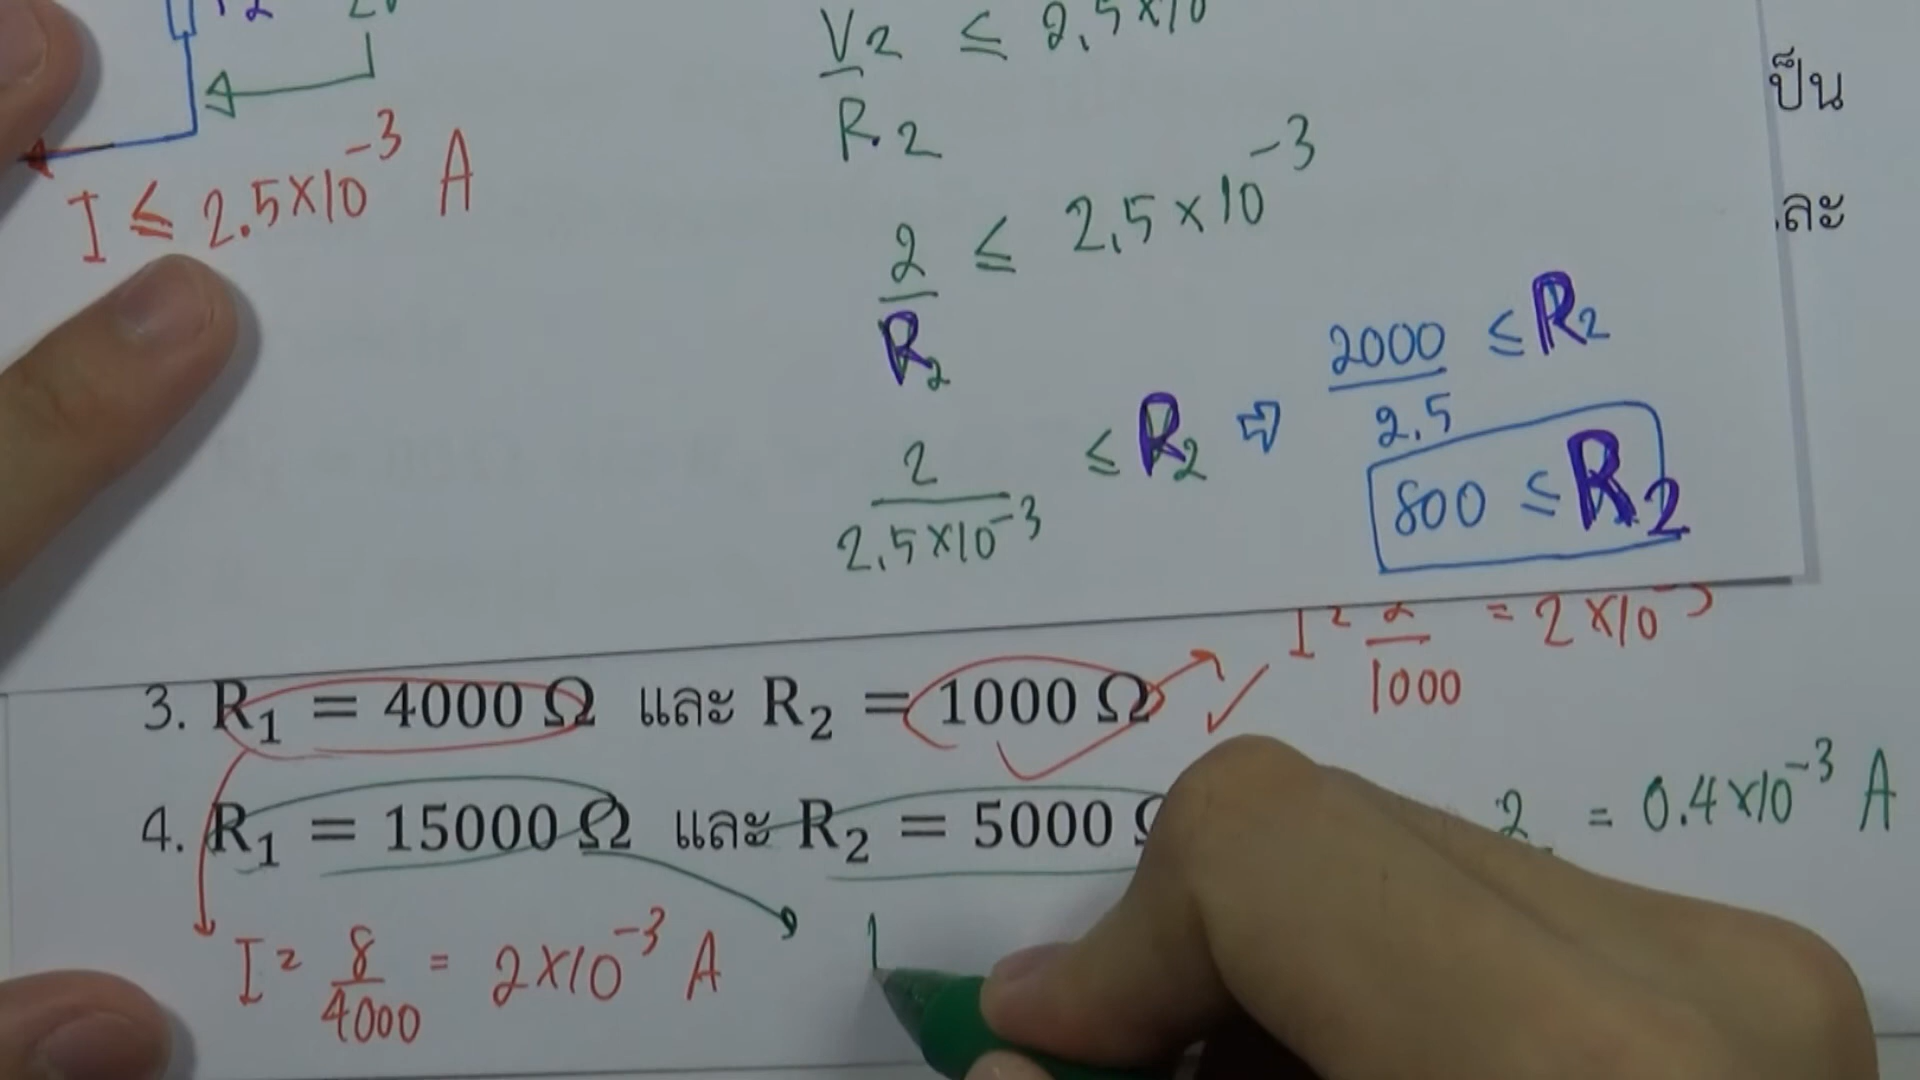 V2 ≤ 2.5×10
R2
I ≤ 2.5×10⁻³ A
2 ≤ 2.5×10⁻³
R2
2 ≤ R2 ⇨ 2000 ≤ R2
2.5×10⁻³ 2.5
800 ≤ R2
ป็น
ละ
I = 2 = 2×10
1000
3. R₁ = 4000 Ω และ R₂ = 1000 Ω
2 = 0.4×10⁻³ A
4. R₁ = 15000 Ω และ R₂ = 5000
I = 8 = 2×10⁻³ A
4000